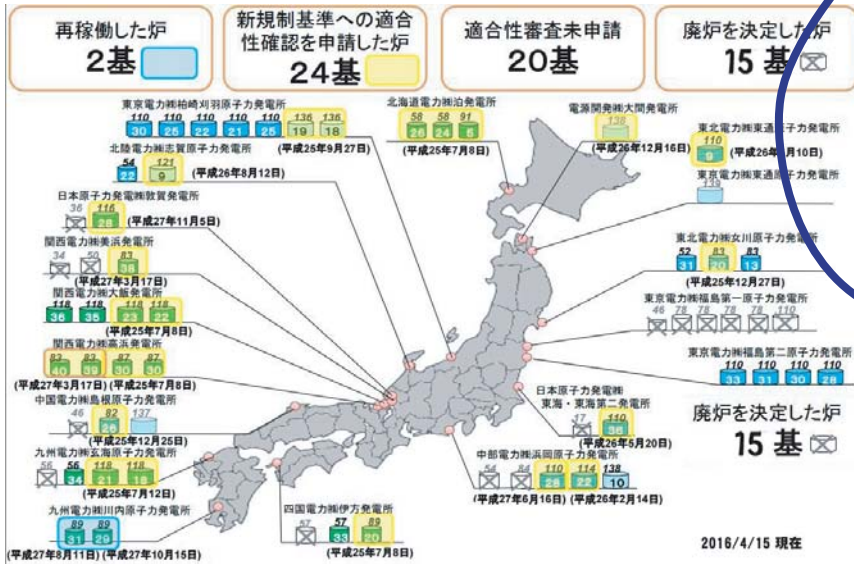 再稼働した炉
2基
新規制基準への適合
性確認を申請した炉
24基
適合性審査未申請
20基
廃炉を決定した炉
15基
東京電力㈱柏崎刈羽原子力発電所
110 110 110 110 110 136 136
30 25 22 21 25 19 18
(平成25年9月27日)
北海道電力㈱泊発電所
58 58 91
26 24 5
(平成25年7月8日)
電源開発㈱大間発電所
138
(平成26年12月16日)
東北電力㈱東通原子力発電所
110
9
東京電力㈱東通原子力発電所
139
北陸電力㈱志賀原子力発電所
54 121
22 9
(平成26年8月12日)
日本原子力発電㈱敦賀発電所
36 116
28
(平成27年11月5日)
関西電力㈱美浜発電所
34 50 83
38
(平成27年3月17日)
関西電力㈱大飯発電所
118 118 118 118
36 35 23 22
(平成25年7月8日)
関西電力㈱高浜発電所
83 83 87 87
40 39 30 30
(平成27年3月17日) (平成25年7月8日)
中国電力㈱島根原子力発電所
46 82 137
26
(平成25年12月25日)
九州電力㈱玄海原子力発電所
56 56 118 118
34 21 18
(平成25年7月12日)
九州電力㈱川内原子力発電所
89 89
31 29
(平成27年8月11日) (平成27年10月15日)
四国電力㈱伊方発電所
57 57 89
33 20
(平成25年7月8日)
中部電力㈱浜岡原子力発電所
54 84 110 114 138
28 22 10
(平成27年6月16日) (平成26年2月14日)
日本原子力発電㈱
東海・東海第二発電所
17 110
36
(平成26年5月20日)
東北電力㈱女川原子力発電所
52 83 83
31 20 13
(平成25年12月27日)
東京電力㈱福島第一原子力発電所
46 78 78 78 78 110
東京電力㈱福島第二原子力発電所
110 110 110 110
33 31 30 28
廃炉を決定した炉
15基
2016/4/15 現在